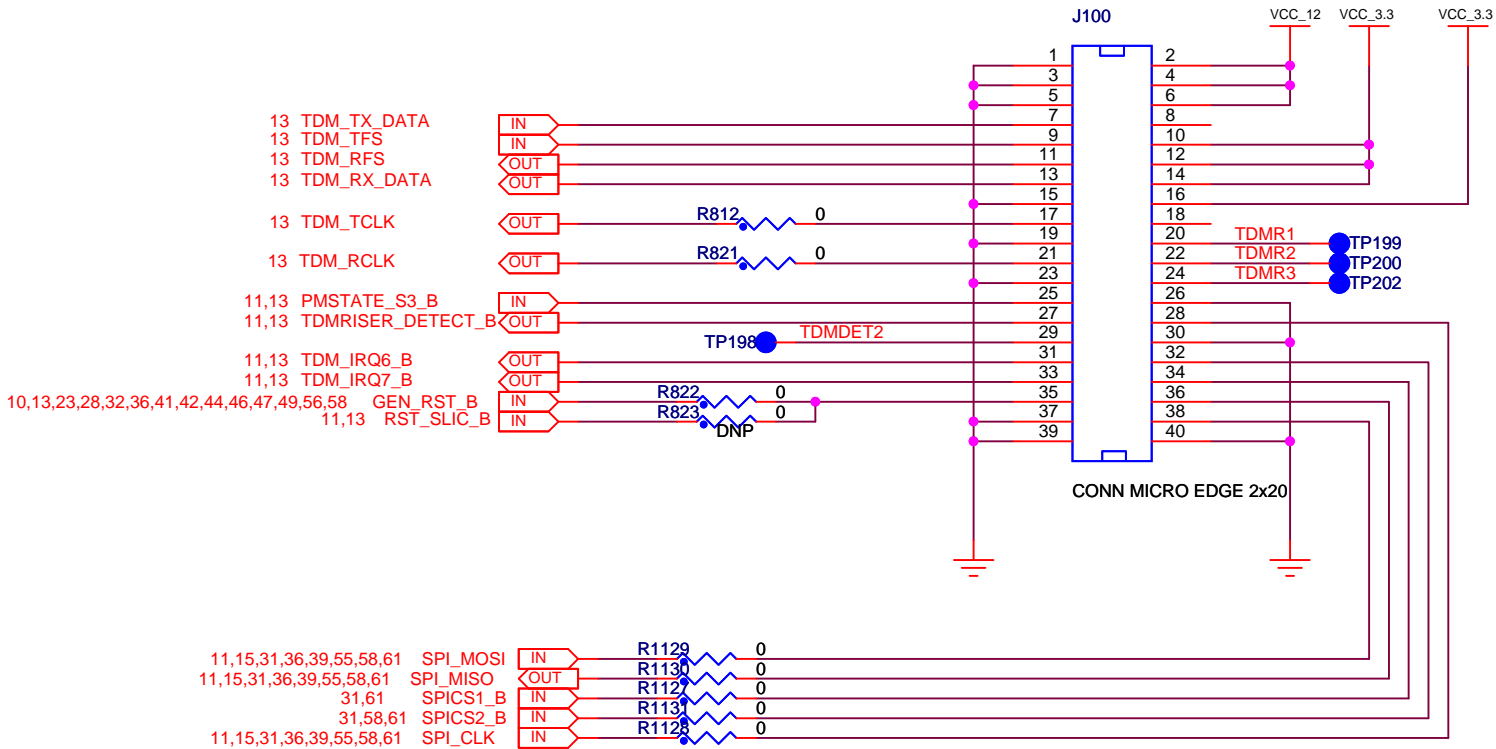 J100 VCC_12 VCC_3.3 VCC_3.3
1 2
3 4
5 6
13 TDM_TX_DATA IN 7 8
13 TDM_TFS IN 9 10
13 TDM_RFS OUT 11 12
13 TDM_RX_DATA OUT 13 14
15 16
13 TDM_TCLK OUT R812 0 17 18
19 20 TDMR1 TP199
13 TDM_RCLK OUT R821 0 21 22 TDMR2 TP200
23 24 TDMR3 TP202
11,13 PMSTATE_S3_B IN 25 26
11,13 TDMRISER_DETECT_B OUT 27 28
TP198 TDMDET2 29 30
11,13 TDM_IRQ6_B OUT 31 32
11,13 TDM_IRQ7_B OUT 33 34
10,13,23,28,32,36,41,42,44,46,47,49,56,58 GEN_RST_B IN R822 0 35 36
11,13 RST_SLIC_B IN R823 0 37 38
DNP 39 40
CONN MICRO EDGE 2x20
11,15,31,36,39,55,58,61 SPI_MOSI IN R1129 0
11,15,31,36,39,55,58,61 SPI_MISO OUT R1130 0
31,61 SPICS1_B IN R1127 0
31,58,61 SPICS2_B IN R1131 0
11,15,31,36,39,55,58,61 SPI_CLK IN R1128 0